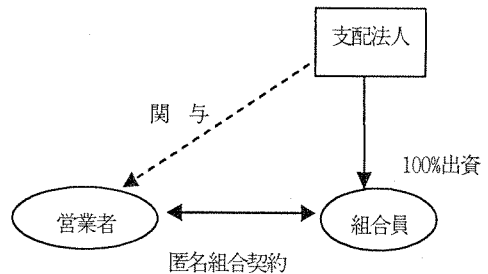 支配法人
関 与
100%出資
営業者
組合員
匿名組合契約